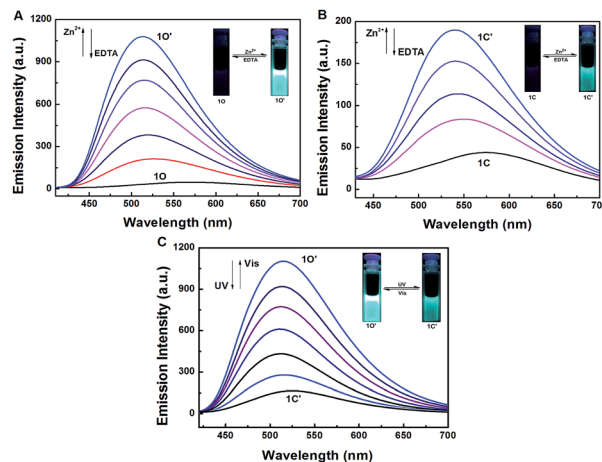 A
Zn2+
EDTA
1O'
1O
Zn2+
EDTA
1O
1O'
Emission Intensity (a.u.)
1200
900
600
300
0
450 500 550 600 650 700
Wavelength (nm)
B
Zn2+
EDTA
1C'
1C
Zn2+
EDTA
1C
1C'
Emission Intensity (a.u.)
200
150
100
50
0
450 500 550 600 650 700
Wavelength (nm)
C
Vis
UV
1O'
1C'
UV
Vis
1O'
1C'
Emission Intensity (a.u.)
1200
900
600
300
0
450 500 550 600 650 700
Wavelength (nm)